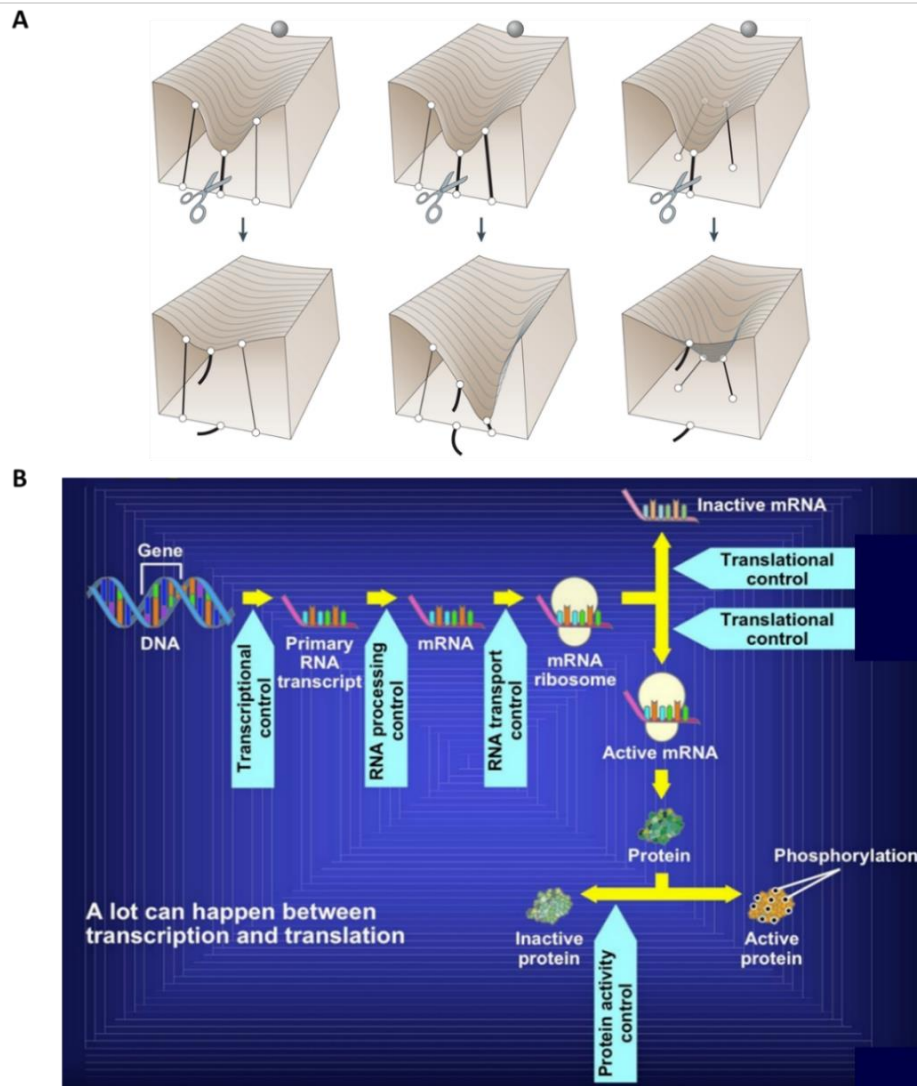 A
B
Inactive mRNA
Gene
Translational
control
Translational
control
DNA
Primary
RNA
transcript
mRNA
mRNA
ribosome
Transcriptional
control
RNA processing
control
RNA transport
control
Active mRNA
Protein
Phosphorylation
A lot can happen between
transcription and translation
Inactive
protein
Active
protein
Protein activity
control